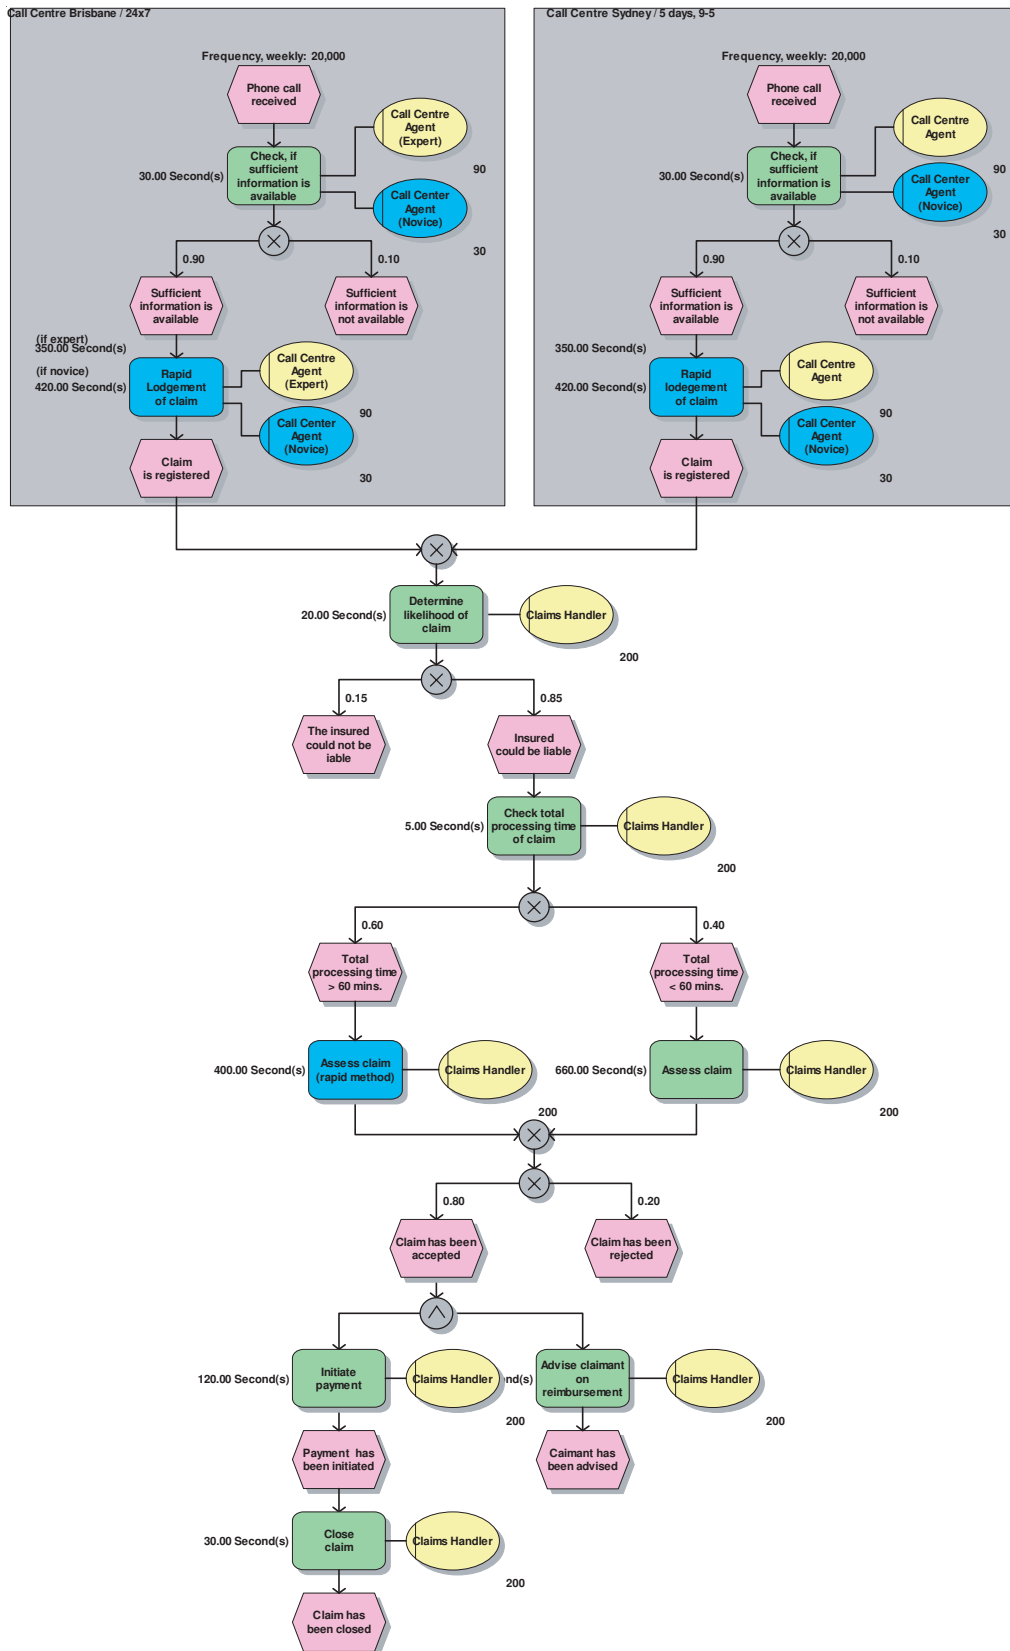 Call Centre Brisbane / 24x7
Frequency, weekly: 20,000
Phone call
received
Call Centre
Agent
(Expert)
90
Check, if
sufficient
information is
available
30.00 Second(s)
Call Center
Agent
(Novice)
30
0.90
0.10
Sufficient
information is
available
Sufficient
information is
not available
(if expert)
350.00 Second(s)
(if novice)
420.00 Second(s)
Rapid
Lodgement
of claim
Call Centre
Agent
(Expert)
90
Call Center
Agent
(Novice)
30
Claim
is registered
Call Centre Sydney / 5 days, 9-5
Frequency, weekly: 20,000
Phone call
received
Call Centre
Agent
90
Check, if
sufficient
information is
available
30.00 Second(s)
Call Center
Agent
(Novice)
30
0.90
0.10
Sufficient
information is
available
Sufficient
information is
not available
350.00 Second(s)
420.00 Second(s)
Rapid
lodgement
of claim
Call Centre
Agent
90
Call Center
Agent
(Novice)
30
Claim
is registered
20.00 Second(s)
Determine
likelihood of
claim
Claims Handler
200
0.15
0.85
The insured
could not be
iable
Insured
could be liable
5.00 Second(s)
Check total
processing time
of claim
Claims Handler
200
0.60
0.40
Total
processing time
> 60 mins.
Total
processing time
< 60 mins.
400.00 Second(s)
Assess claim
(rapid method)
Claims Handler
200
660.00 Second(s)
Assess claim
Claims Handler
200
0.80
0.20
Claim has been
accepted
Claim has been
rejected
120.00 Second(s)
Initiate
payment
Claims Handler
200
nd(s)
Advise claimant
on
reimbursement
Claims Handler
200
Payment has
been initiated
Caimant has
been advised
30.00 Second(s)
Close
claim
Claims Handler
200
Claim has
been closed